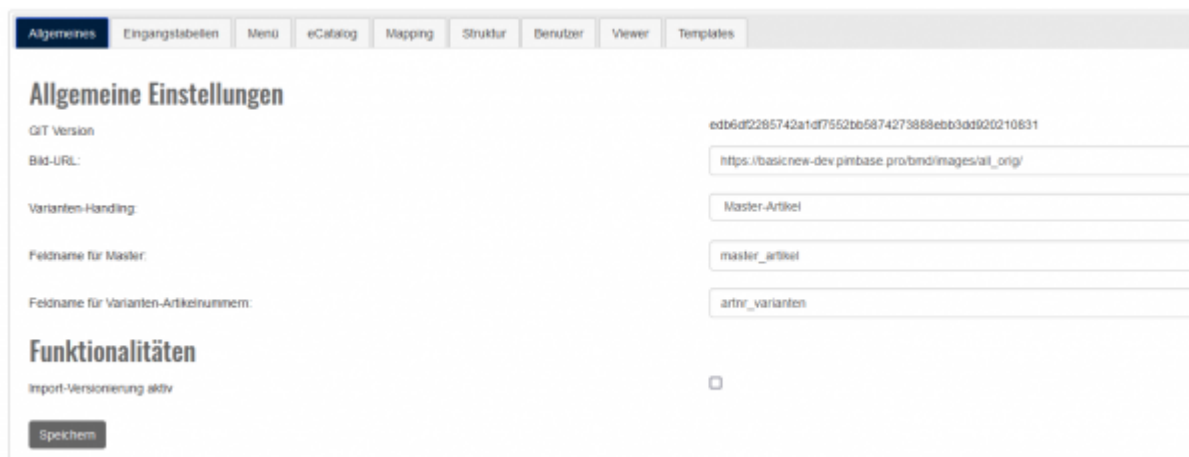 Allgemeines Eingangstabellen Menü eCatalog Mapping Struktur Benutzer Viewer Templates
Allgemeine Einstellungen
GIT Version edb6df2285742a1df7552bb5874273888ebb3dd920210831
Bild-URL: https://basicnew-dev.pimbase.pro/bmd/images/all_orig/
Varianten-Handling: Master-Artikel
Feldname für Master: master_artikel
Feldname für Varianten-Artikelnummern: artnr_varianten
Funktionalitäten
Import-Versionierung aktiv
Speichern